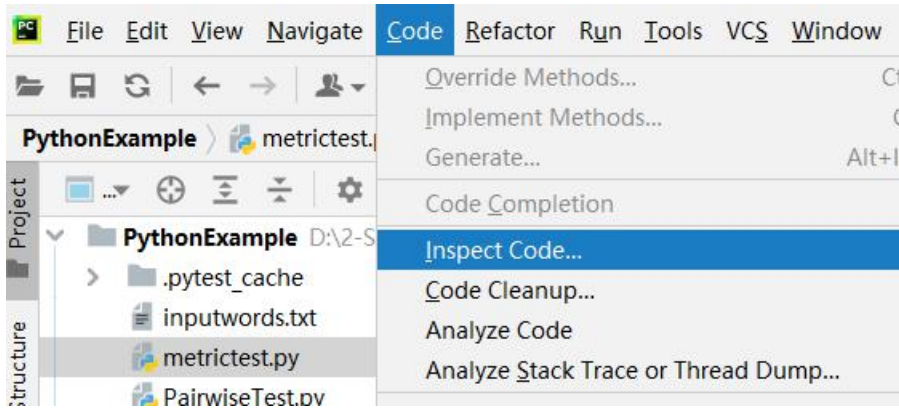 PC File Edit View Navigate Code Refactor Run Tools VCS Window
Override Methods...
Implement Methods...
PythonExample metrictest.
Generate... Alt+I
... Code Completion
Project
PythonExample D:\2-S
Inspect Code...
.pytest_cache
Code Cleanup...
inputwords.txt
Analyze Code
metrictest.py
Analyze Stack Trace or Thread Dump...
PairwiseTest.py
Structure